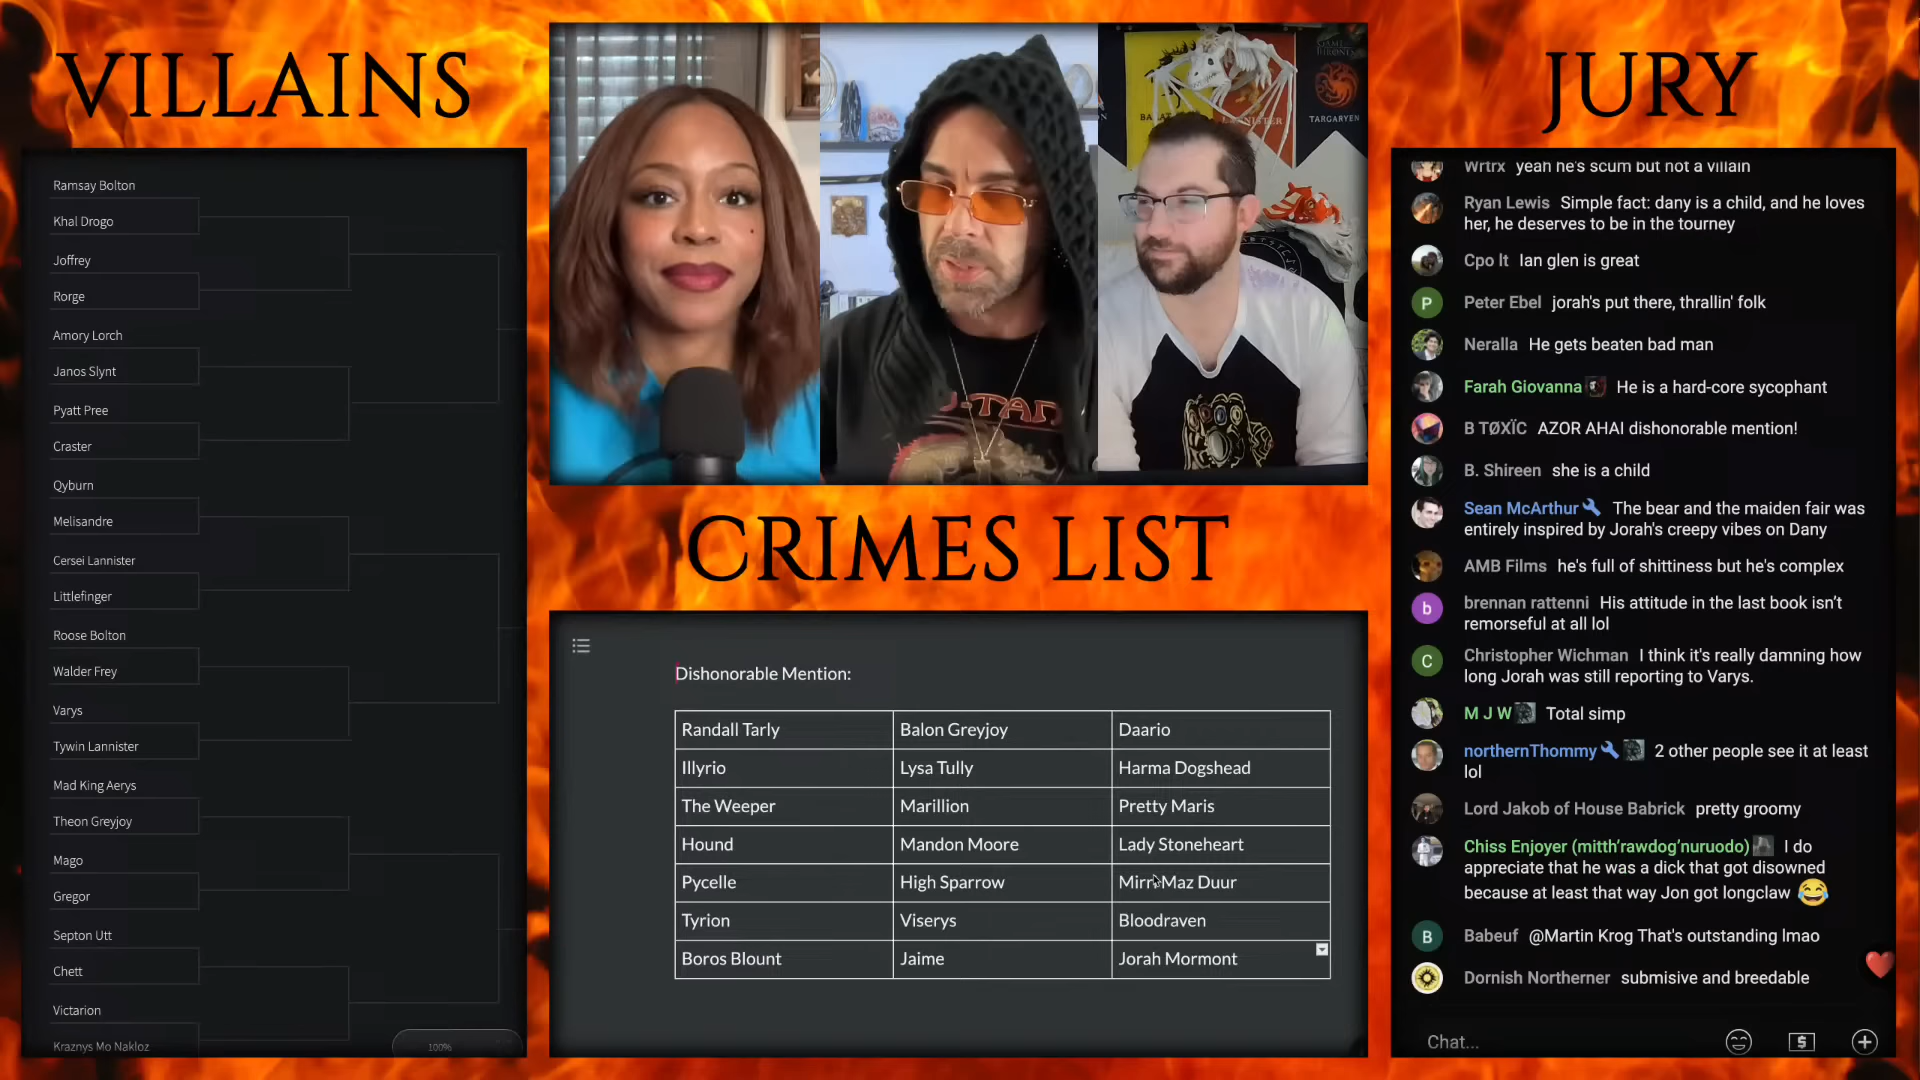 VILLAINS
Ramsay Bolton
Khal Drogo
Joffrey
Rorge
Amory Lorch
Janos Slynt
Pyatt Pree
Craster
Qyburn
Melisandre
Cersei Lannister
Littlefinger
Roose Bolton
Walder Frey
Varys
Tywin Lannister
Mad King Aerys
Theon Greyjoy
Mago
Gregor
Septon Utt
Chett
Victarion
Kraznys Mo Nakloz
100%
TARGARYEN
CRIMES LIST
Dishonorable Mention:
Randall Tarly Balon Greyjoy Daario
Illyrio Lysa Tully Harma Dogshead
The Weeper Marillion Pretty Maris
Hound Mandon Moore Lady Stoneheart
Pycelle High Sparrow Mirri Maz Duur
Tyrion Viserys Bloodraven
Boros Blount Jaime Jorah Mormont
JURY
Wrtrx yeah he's scum but not a villain
Ryan Lewis Simple fact: dany is a child, and he loves
her, he deserves to be in the tourney
Cpo lt Ian glen is great
P Peter Ebel jorah's put there, thrallin' folk
Neralla He gets beaten bad man
Farah Giovanna He is a hard-core sycophant
B TØXÏC AZOR AHAI dishonorable mention!
B. Shireen she is a child
Sean McArthur The bear and the maiden fair was
entirely inspired by Jorah's creepy vibes on Dany
AMB Films he's full of shittiness but he's complex
b brennan rattenni His attitude in the last book isn't
remorseful at all lol
C Christopher Wichman I think it's really damning how
long Jorah was still reporting to Varys.
M J W Total simp
northernThommy 2 other people see it at least
lol
Lord Jakob of House Babrick pretty groomy
Chiss Enjoyer (mitth'rawdog'nuruodo) I do
appreciate that he was a dick that got disowned
because at least that way Jon got longclaw 😂
B Babeuf @Martin Krog That's outstanding lmao
Dornish Northerner submisive and breedable
Chat...